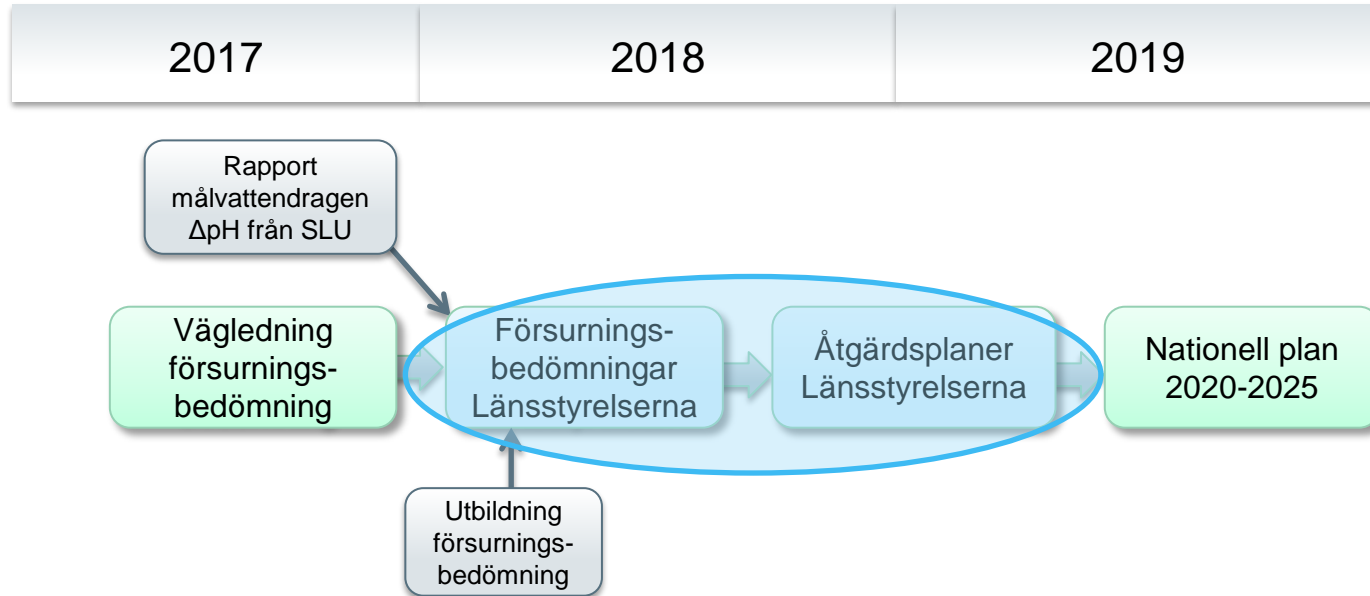 2017
2018
2019
Rapport
målvattendragen
ΔpH från SLU
Vägledning
försurnings-
bedömning
Försurnings-
bedömningar
Länsstyrelserna
Åtgärdsplaner
Länsstyrelserna
Nationell plan
2020-2025
Utbildning
försurnings-
bedömning